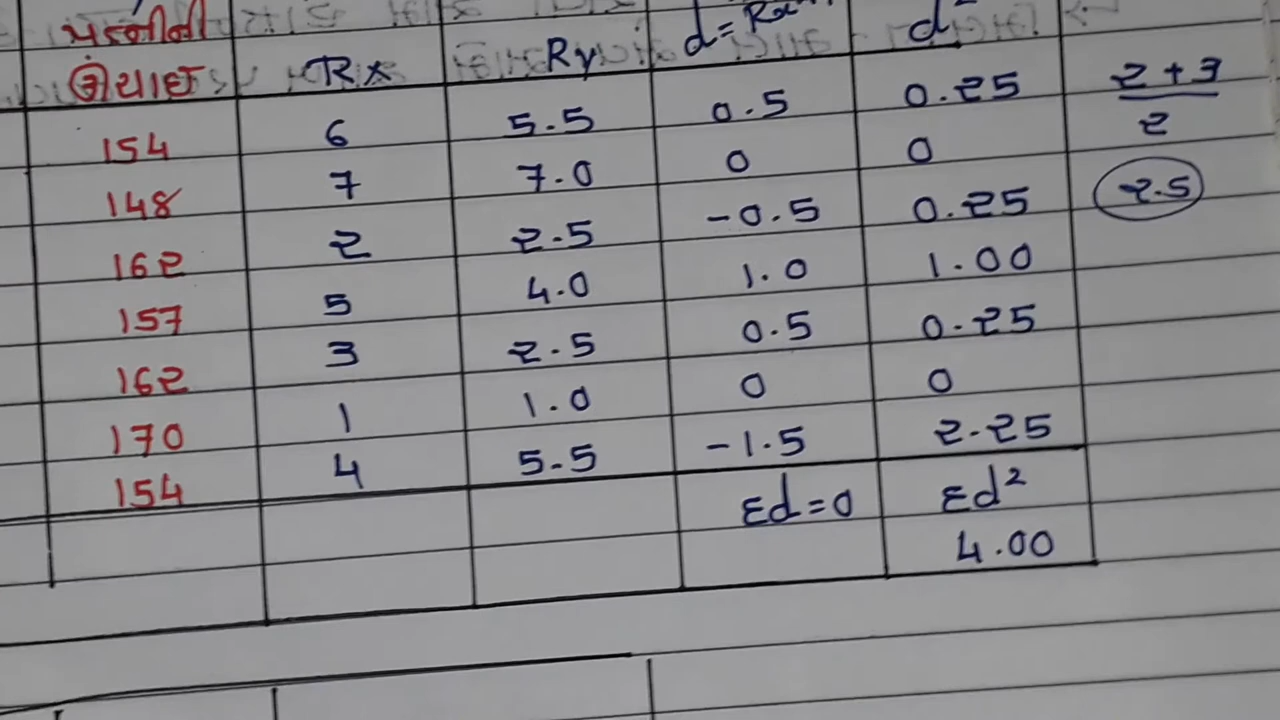 પત્નીની
ઊંચાઈ Rx Ry d=Rx d²
154 6 5.5 0.5 0.25 2+3
148 7 7.0 0 0 2
162 2 2.5 -0.5 0.25 2.5
157 5 4.0 1.0 1.00
162 3 2.5 0.5 0.25
170 1 1.0 0 0
154 4 5.5 -1.5 2.25
Σd=0 Σd²
4.00